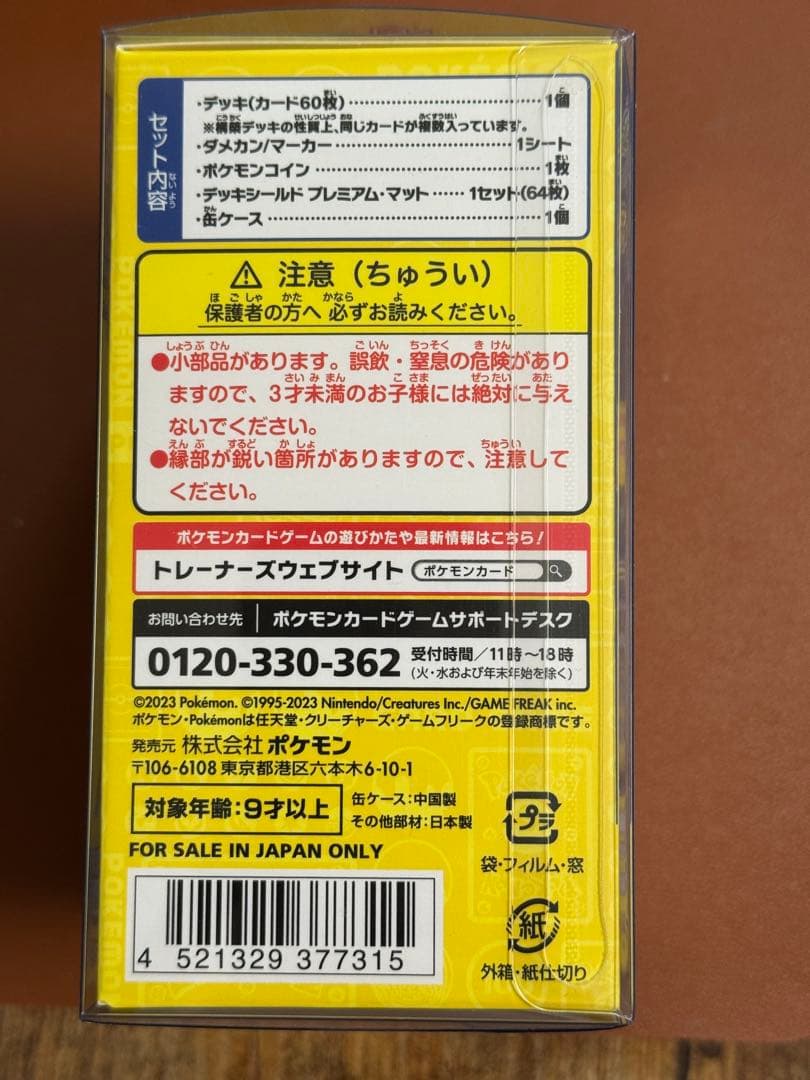 セット内容
・デッキ(カード60枚)……1個
※構築デッキの性質上、同じカードが複数入っています。
・ダメカン/マーカー……1シート
・ポケモンコイン……1枚
・デッキシールド プレミアム・マット……1セット(64枚)
・缶ケース……1個
⚠ 注意(ちゅうい)
保護者の方へ 必ずお読みください。
●小部品があります。誤飲・窒息の危険があり
ますので、3才未満のお子様には絶対に与え
ないでください。
●縁部が鋭い箇所がありますので、注意して
ください。
ポケモンカードゲームの遊びかたや最新情報はこちら!
トレーナーズウェブサイト ポケモンカード
お問い合わせ先 ポケモンカードゲームサポートデスク
0120-330-362 受付時間/11時~18時
(火・水および年末年始を除く)
©2023 Pokémon. ©1995-2023 Nintendo/Creatures Inc./GAME FREAK inc.
ポケモン・Pokémonは任天堂・クリーチャーズ・ゲームフリークの登録商標です。
発売元 株式会社ポケモン
〒106-6108 東京都港区六本木6-10-1
対象年齢:9才以上
缶ケース:中国製
その他部材:日本製
FOR SALE IN JAPAN ONLY
プラ
袋・フィルム・窓
紙
外箱・紙仕切り
4 521329 377315
POKEMON
POKEMO